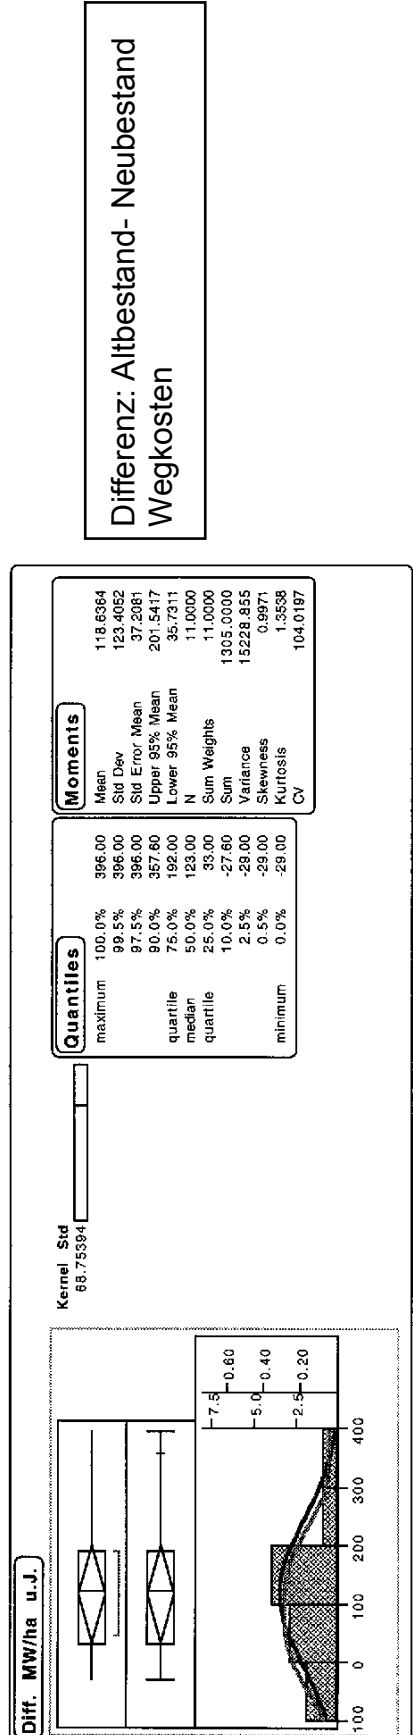 Differenz: Altbestand- Neubestand
Wegkosten
Diff. MW/ha u.J.
7.5
5.0
2.5
0.60
0.40
0.20
100 0 100 200 300 400
Kernel Std
68.75394
Quantiles
maximum 100.0% 396.00
99.5% 396.00
97.5% 396.00
90.0% 357.60
quartile 75.0% 192.00
median 50.0% 123.00
quartile 25.0% 33.00
10.0% -27.60
2.5% -29.00
0.5% -29.00
minimum 0.0% -29.00
Moments
Mean 118.6364
Std Dev 123.4052
Std Error Mean 37.2081
Upper 95% Mean 201.5417
Lower 95% Mean 35.7311
N 11.0000
Sum Weights 11.0000
Sum 1305.0000
Variance 15228.855
Skewness 0.9971
Kurtosis 1.3538
CV 104.0197